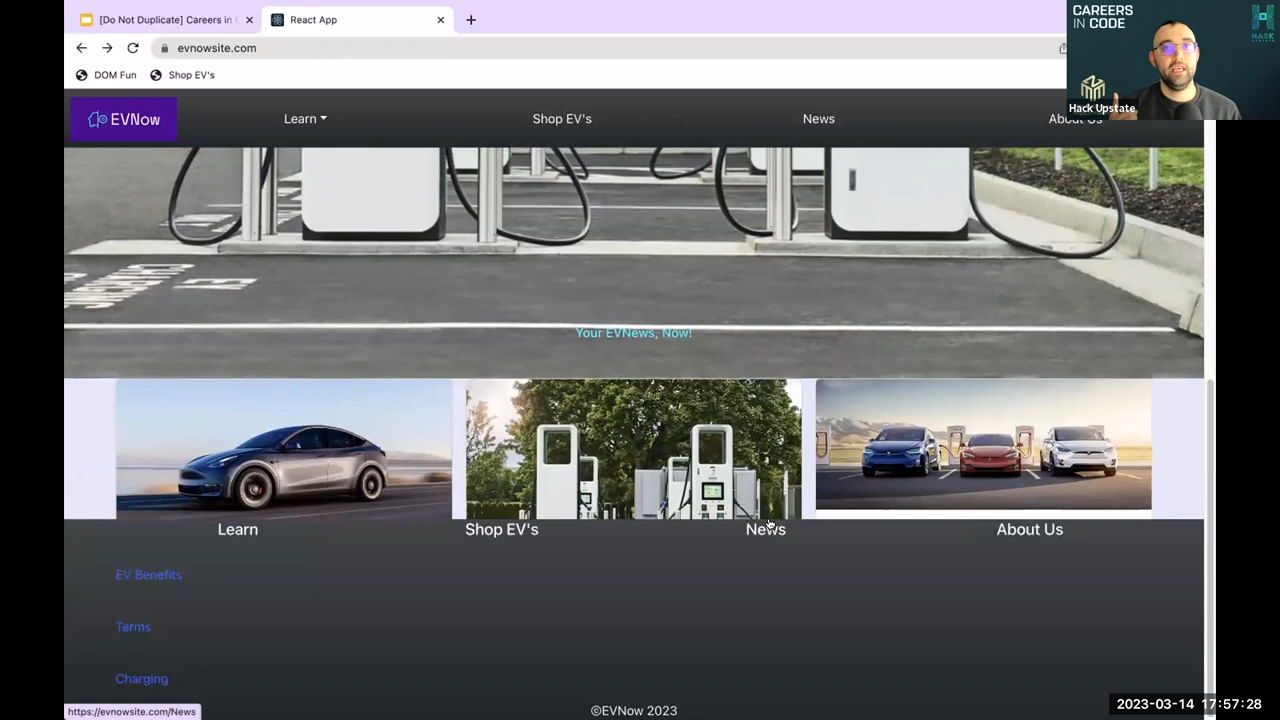 [Do Not Duplicate] Careers in
React App
CAREERS
IN CODE
HACK
evnowsite.com
DOM Fun
Shop EV's
Hack Upstate
EVNow
Learn
Shop EV's
News
About Us
Your EVNews, Now!
Learn
Shop EV's
News
About Us
EV Benefits
Terms
Charging
https://evnowsite.com/News
©EVNow 2023
2023-03-14 17:57:28